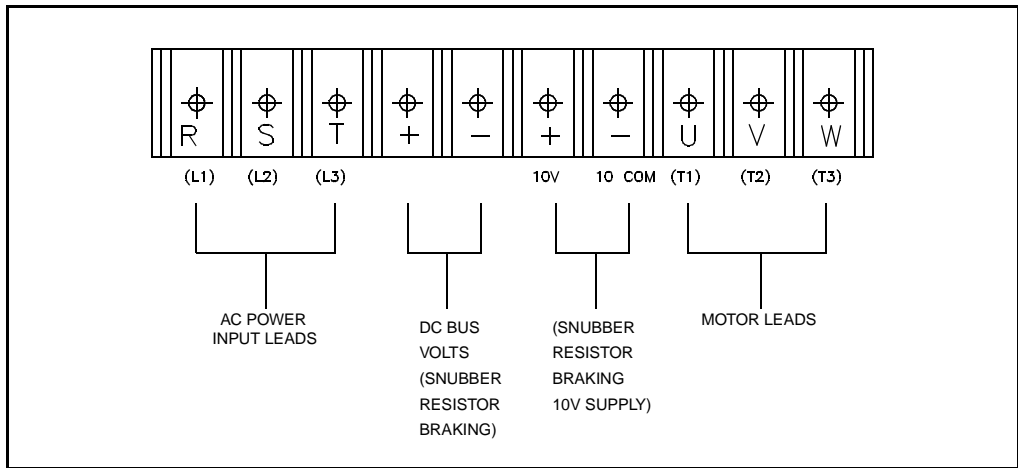 R S T + − + − U V W
(L1) (L2) (L3) 10V 10 COM (T1) (T2) (T3)
AC POWER
INPUT LEADS
DC BUS
VOLTS
(SNUBBER
RESISTOR
BRAKING)
(SNUBBER
RESISTOR
BRAKING
10V SUPPLY)
MOTOR LEADS